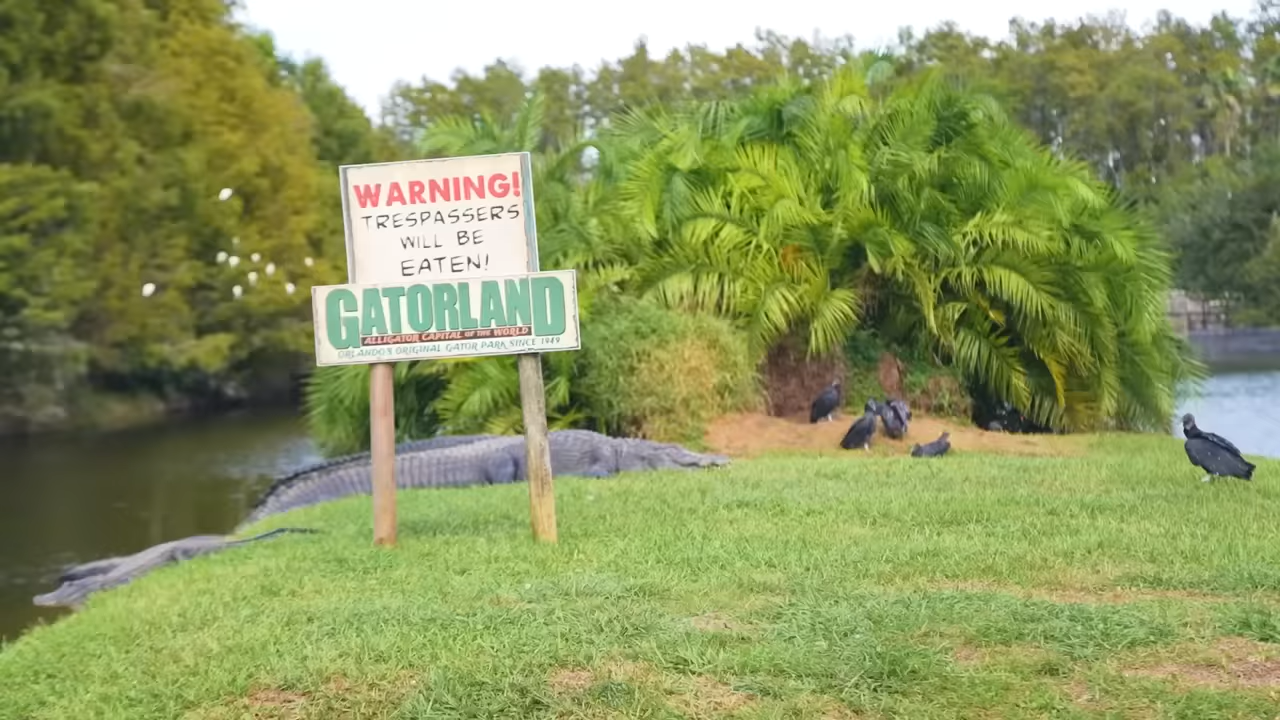 WARNING!
TRESPASSERS
WILL BE
EATEN!
GATORLAND
ALLIGATOR CAPITAL OF THE WORLD
ORLANDO'S ORIGINAL GATOR PARK SINCE 1949